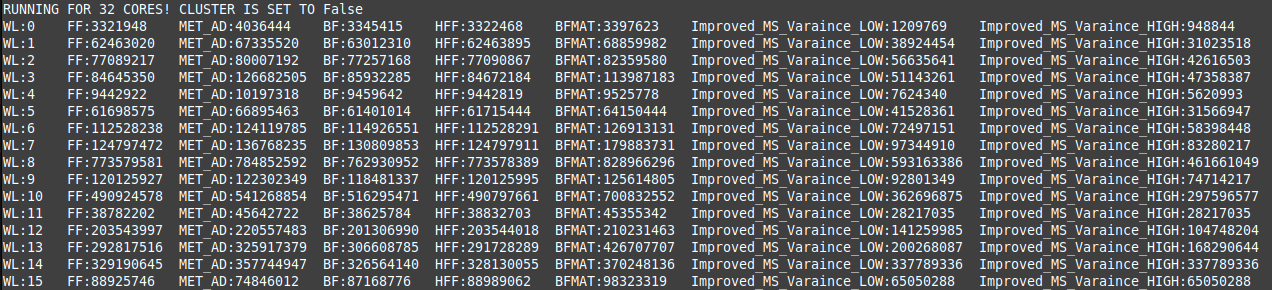 RUNNING FOR 32 CORES! CLUSTER IS SET TO False
WL:0 FF:3321948 MET_AD:4036444 BF:3345415 HFF:3322468 BFMAT:3397623 Improved_MS_Varaince_LOW:1209769 Improved_MS_Varaince_HIGH:948844
WL:1 FF:62463020 MET_AD:67335520 BF:63012310 HFF:62463895 BFMAT:68859982 Improved_MS_Varaince_LOW:38924454 Improved_MS_Varaince_HIGH:31023518
WL:2 FF:77089217 MET_AD:80007192 BF:77257168 HFF:77090867 BFMAT:82359580 Improved_MS_Varaince_LOW:56635641 Improved_MS_Varaince_HIGH:42616503
WL:3 FF:84645350 MET_AD:126682505 BF:85932285 HFF:84672184 BFMAT:113987183 Improved_MS_Varaince_LOW:51143261 Improved_MS_Varaince_HIGH:47358387
WL:4 FF:9442922 MET_AD:10197318 BF:9459642 HFF:9442819 BFMAT:9525778 Improved_MS_Varaince_LOW:7624340 Improved_MS_Varaince_HIGH:5620993
WL:5 FF:61698575 MET_AD:66895463 BF:61401014 HFF:61715444 BFMAT:64150444 Improved_MS_Varaince_LOW:41528361 Improved_MS_Varaince_HIGH:31566947
WL:6 FF:112528238 MET_AD:124119785 BF:114926551 HFF:112528291 BFMAT:126913131 Improved_MS_Varaince_LOW:72497151 Improved_MS_Varaince_HIGH:58398448
WL:7 FF:124797472 MET_AD:136768235 BF:130809853 HFF:124797911 BFMAT:179883731 Improved_MS_Varaince_LOW:97344910 Improved_MS_Varaince_HIGH:83280217
WL:8 FF:773579581 MET_AD:784852592 BF:762930952 HFF:773578389 BFMAT:828966296 Improved_MS_Varaince_LOW:593163386 Improved_MS_Varaince_HIGH:461661049
WL:9 FF:120125927 MET_AD:122302349 BF:118481337 HFF:120125995 BFMAT:125614805 Improved_MS_Varaince_LOW:92801349 Improved_MS_Varaince_HIGH:74714217
WL:10 FF:490924578 MET_AD:541268854 BF:516295471 HFF:490797661 BFMAT:700832552 Improved_MS_Varaince_LOW:362696875 Improved_MS_Varaince_HIGH:297596577
WL:11 FF:38782202 MET_AD:45642722 BF:38625784 HFF:38832703 BFMAT:45355342 Improved_MS_Varaince_LOW:28217035 Improved_MS_Varaince_HIGH:28217035
WL:12 FF:203543997 MET_AD:220557483 BF:201306990 HFF:203544018 BFMAT:210231463 Improved_MS_Varaince_LOW:141259985 Improved_MS_Varaince_HIGH:104748204
WL:13 FF:292817516 MET_AD:325917379 BF:306608785 HFF:291728289 BFMAT:426707707 Improved_MS_Varaince_LOW:200268087 Improved_MS_Varaince_HIGH:168290644
WL:14 FF:329190645 MET_AD:357744947 BF:326564140 HFF:328130055 BFMAT:370248136 Improved_MS_Varaince_LOW:337789336 Improved_MS_Varaince_HIGH:337789336
WL:15 FF:88925746 MET_AD:74846012 BF:87168776 HFF:88989062 BFMAT:98323319 Improved_MS_Varaince_LOW:65050288 Improved_MS_Varaince_HIGH:65050288